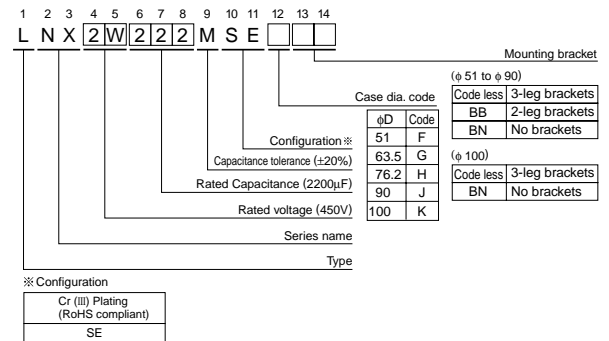 1 2 3 4 5 6 7 8 9 10 11 12 13 14
L N X 2 W 2 2 2 M S E
Mounting bracket
(φ 51 to φ 90)
Code less 3-leg brackets
BB 2-leg brackets
BN No brackets
(φ 100)
Code less 3-leg brackets
BN No brackets
Case dia. code
φD Code
51 F
63.5 G
76.2 H
90 J
100 K
Configuration※
Capacitance tolerance (±20%)
Rated Capacitance (2200μF)
Rated voltage (450V)
Series name
Type
※Configuration
Cr (III) Plating
(RoHS compliant)
SE